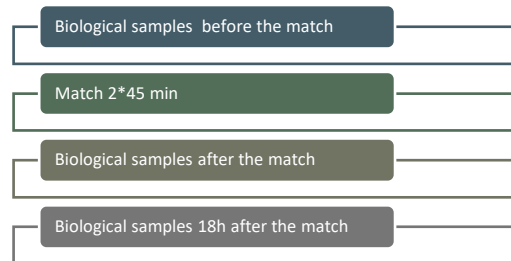 Biological samples  before the match
Match 2*45 min
Biological samples after the match
Biological samples 18h after the match